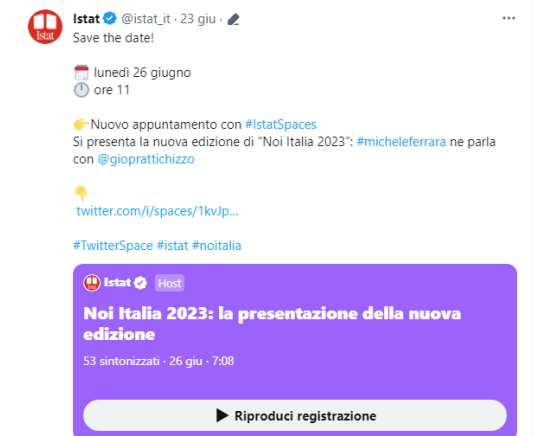 Istat @istat_it · 23 giu ·
Save the date!
lunedì 26 giugno
ore 11
Nuovo appuntamento con #IstatSpaces
Si presenta la nuova edizione di “Noi Italia 2023”: #micheleferrara ne parla
con @gioprattichizzo
twitter.com/i/spaces/1kvJp…
#TwitterSpace #istat #noitalia
Istat Host
Noi Italia 2023: la presentazione della nuova
edizione
53 sintonizzati · 26 giu · 7:08
Riproduci registrazione